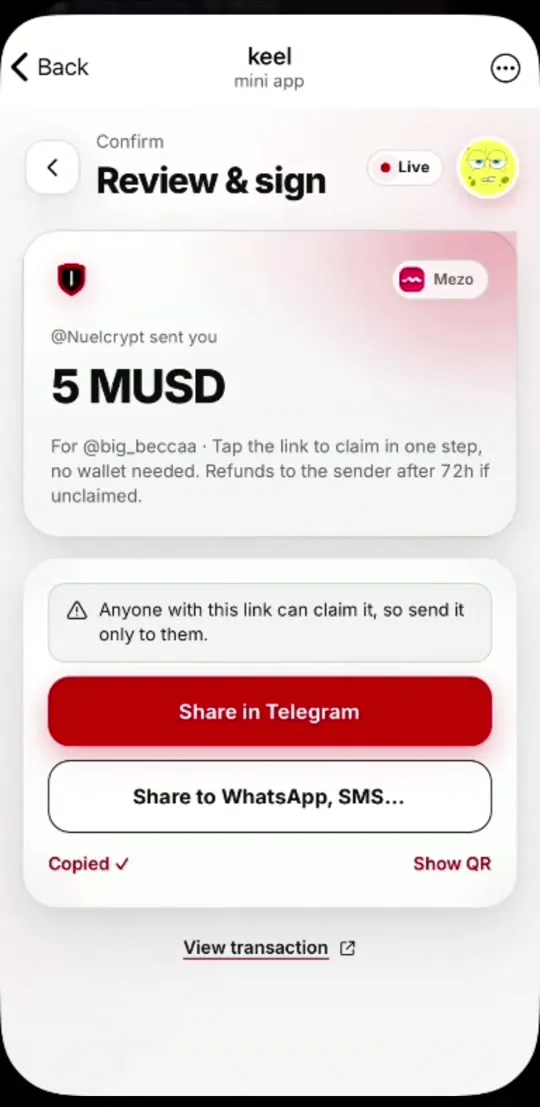 Back
keel
mini app
Confirm
Review & sign
Live
Mezo
@Nuelcrypt sent you
5 MUSD
For @big_beccaa · Tap the link to claim in one step,
no wallet needed. Refunds to the sender after 72h if
unclaimed.
Anyone with this link can claim it, so send it
only to them.
Share in Telegram
Share to WhatsApp, SMS...
Copied ✓
Show QR
View transaction